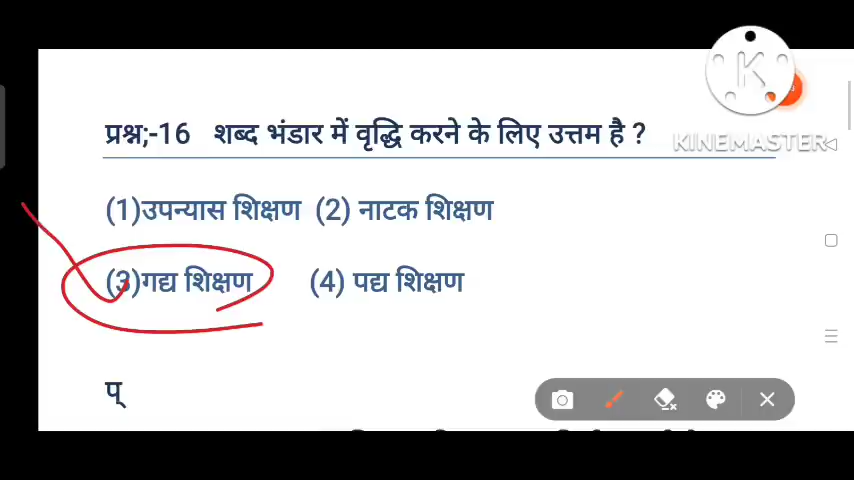 KINEMASTER
प्रश्न;-16 शब्द भंडार में वृद्धि करने के लिए उत्तम है ?
(1)उपन्यास शिक्षण (2) नाटक शिक्षण
(3)गद्य शिक्षण (4) पद्य शिक्षण
प्